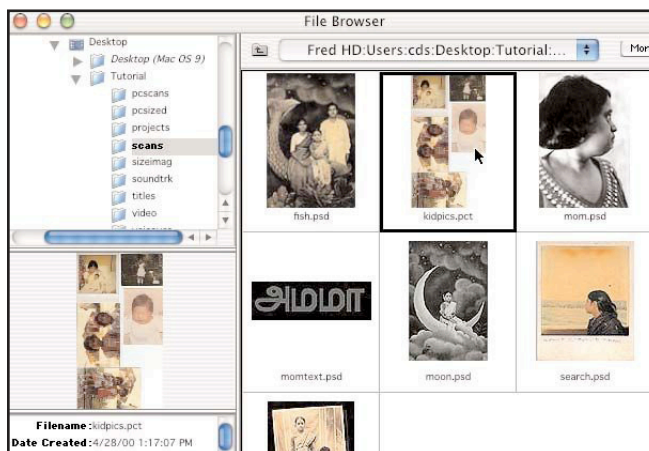 File Browser
Desktop
Desktop (Mac OS 9)
Tutorial
pcscans
pcsized
projects
scans
sizeimag
soundtrk
titles
video
Filename:kidpics.pct
Date Created:4/28/00 1:17:07 PM
Fred HD:Users:cds:Desktop:Tutorial:...
fish.psd
kidpics.pct
mom.psd
அம்மா
momtext.psd
moon.psd
search.psd